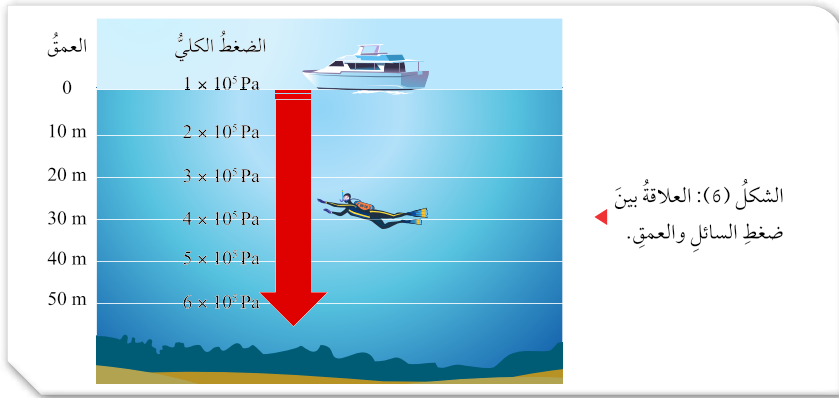 العمقُ الضغطُ الكليُّ
0 1 × 10⁵ Pa
10 m 2 × 10⁵ Pa
20 m 3 × 10⁵ Pa
30 m 4 × 10⁵ Pa
40 m 5 × 10⁵ Pa
50 m 6 × 10⁵ Pa
الشكلُ (6): العلاقةُ بينَ
ضغطِ السائلِ والعمقِ.